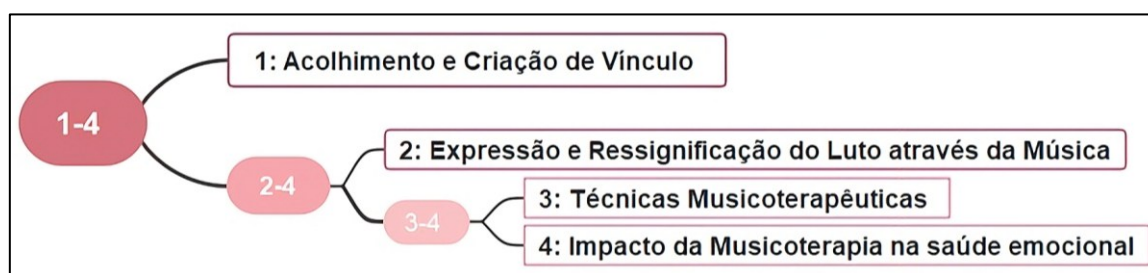 1-4
1: Acolhimento e Criação de Vínculo
2-4
2: Expressão e Ressignificação do Luto através da Música
3-4
3: Técnicas Musicoterapêuticas
4: Impacto da Musicoterapia na saúde emocional